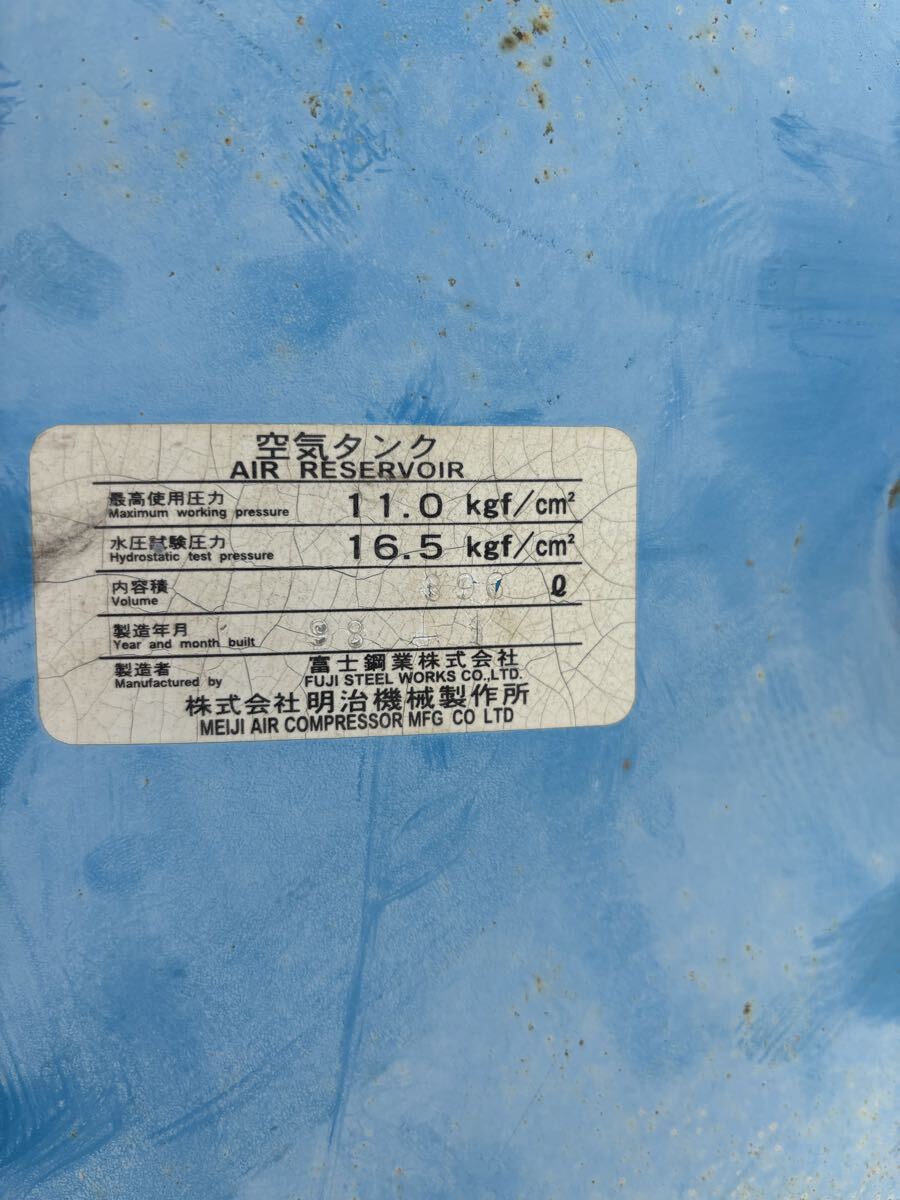 空気タンク
AIR RESERVOIR
最高使用圧力 11.0 kgf/cm²
Maximum working pressure
水圧試験圧力 16.5 kgf/cm²
Hydrostatic test pressure
内容積 ℓ
Volume
製造年月 98 - 1
Year and month built
製造者 富士鋼業株式会社
Manufactured by FUJI STEEL WORKS CO.,LTD.
株式会社明治機械製作所
MEIJI AIR COMPRESSOR MFG CO LTD